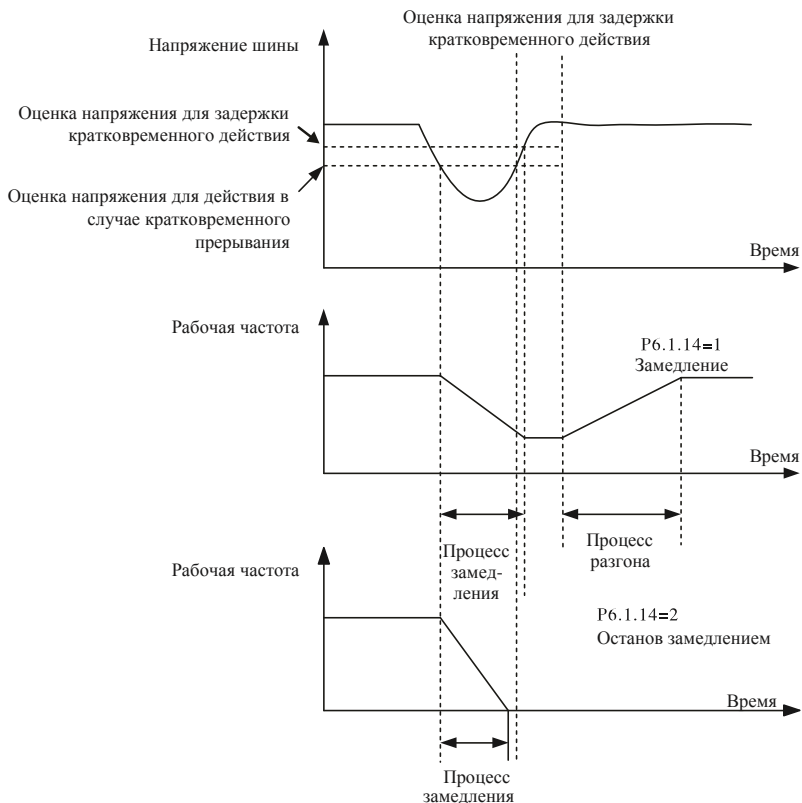 Оценка напряжения для задержки
кратковременного действия
Напряжение шины
Оценка напряжения для задержки
кратковременного действия
Оценка напряжения для действия в
случае кратковременного
прерывания
Время
Рабочая частота
P6.1.14=1
Замедление
Время
Процесс
замед-
ления
Процесс
разгона
Рабочая частота
P6.1.14=2
Останов замедлением
Время
Процесс
замедления